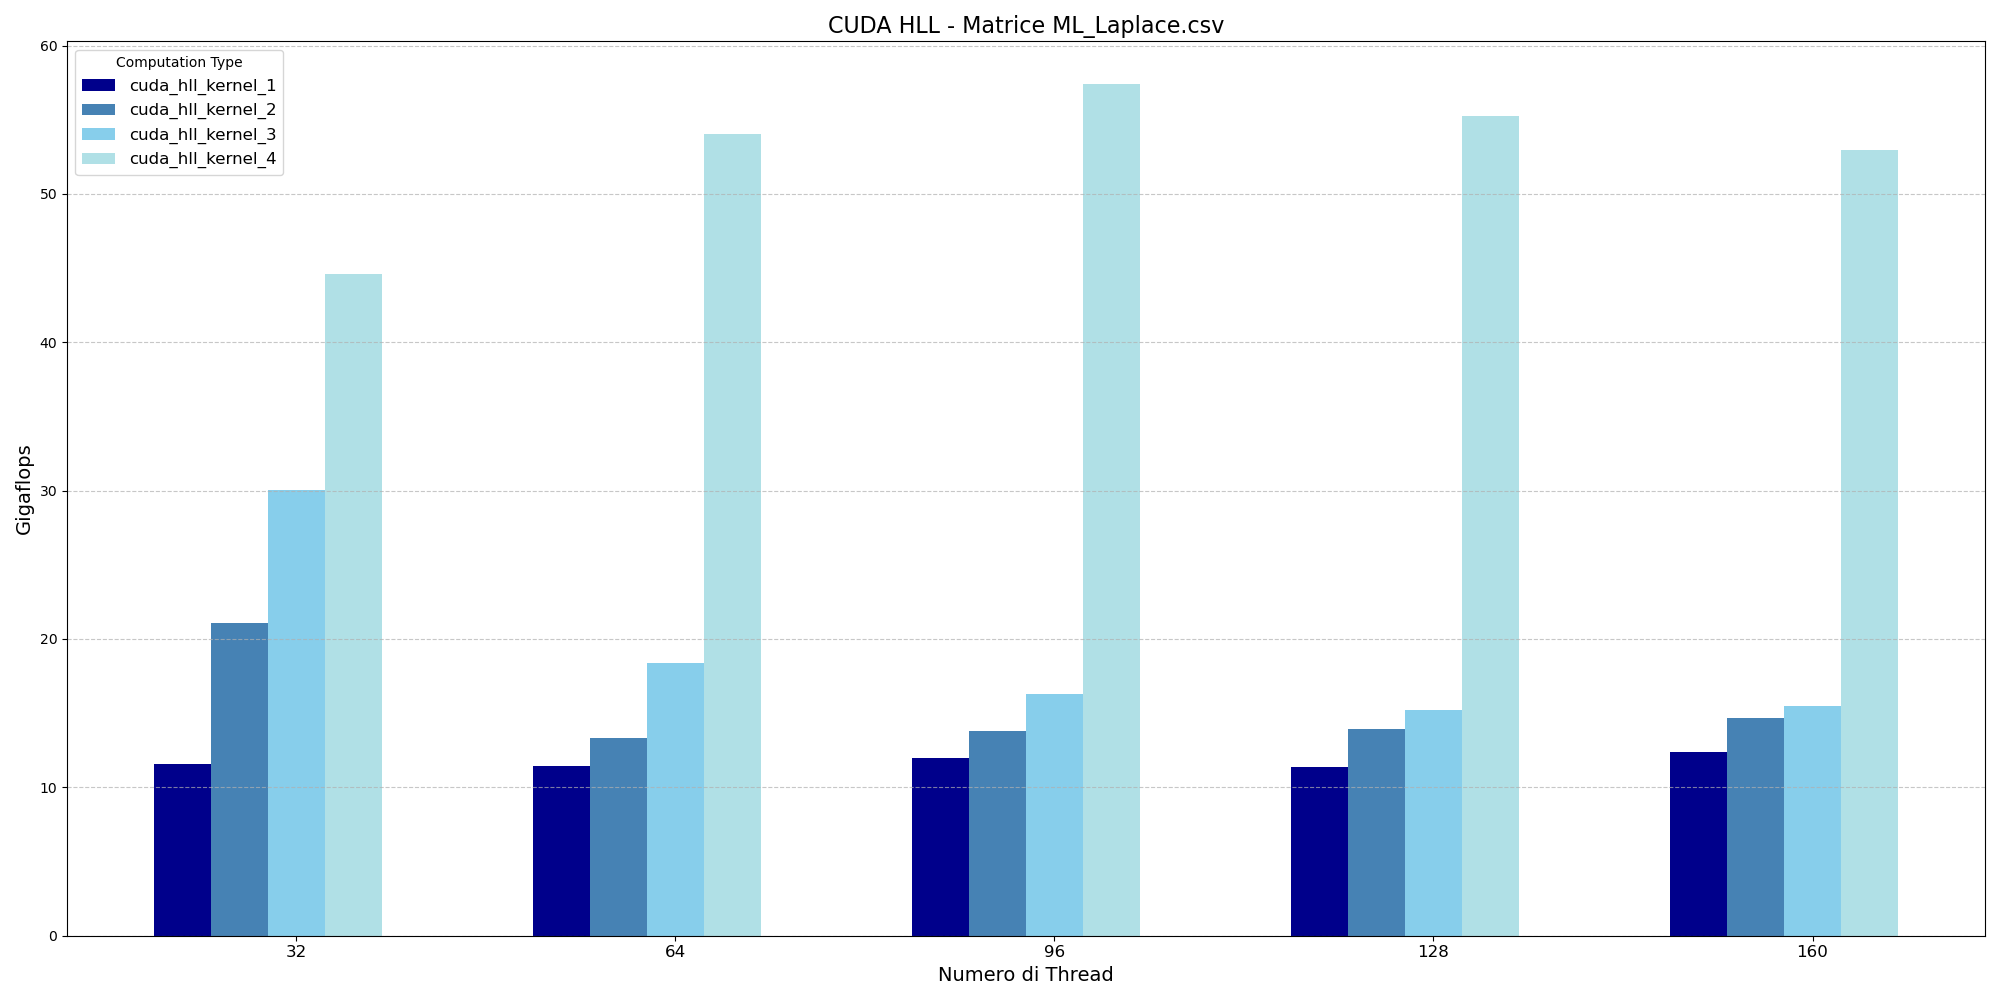 CUDA HLL - Matrice ML_Laplace.csv
Computation Type
cuda_hll_kernel_1
cuda_hll_kernel_2
cuda_hll_kernel_3
cuda_hll_kernel_4
Gigaflops
60
50
40
30
20
10
0
32 64 96 128 160
Numero di Thread